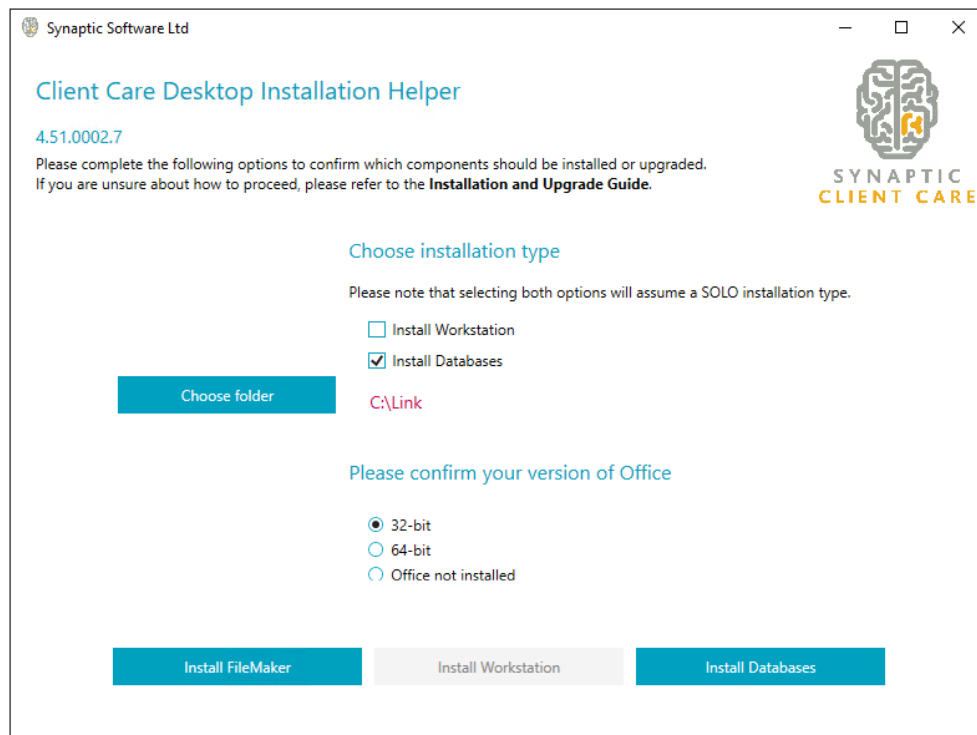 Synaptic Software Ltd
Client Care Desktop Installation Helper
4.51.0002.7
Please complete the following options to confirm which components should be installed or upgraded.
If you are unsure about how to proceed, please refer to the Installation and Upgrade Guide.
SYNAPTIC
CLIENT CARE
Choose installation type
Please note that selecting both options will assume a SOLO installation type.
Install Workstation
Install Databases
Choose folder
C:\Link
Please confirm your version of Office
32-bit
64-bit
Office not installed
Install FileMaker
Install Workstation
Install Databases